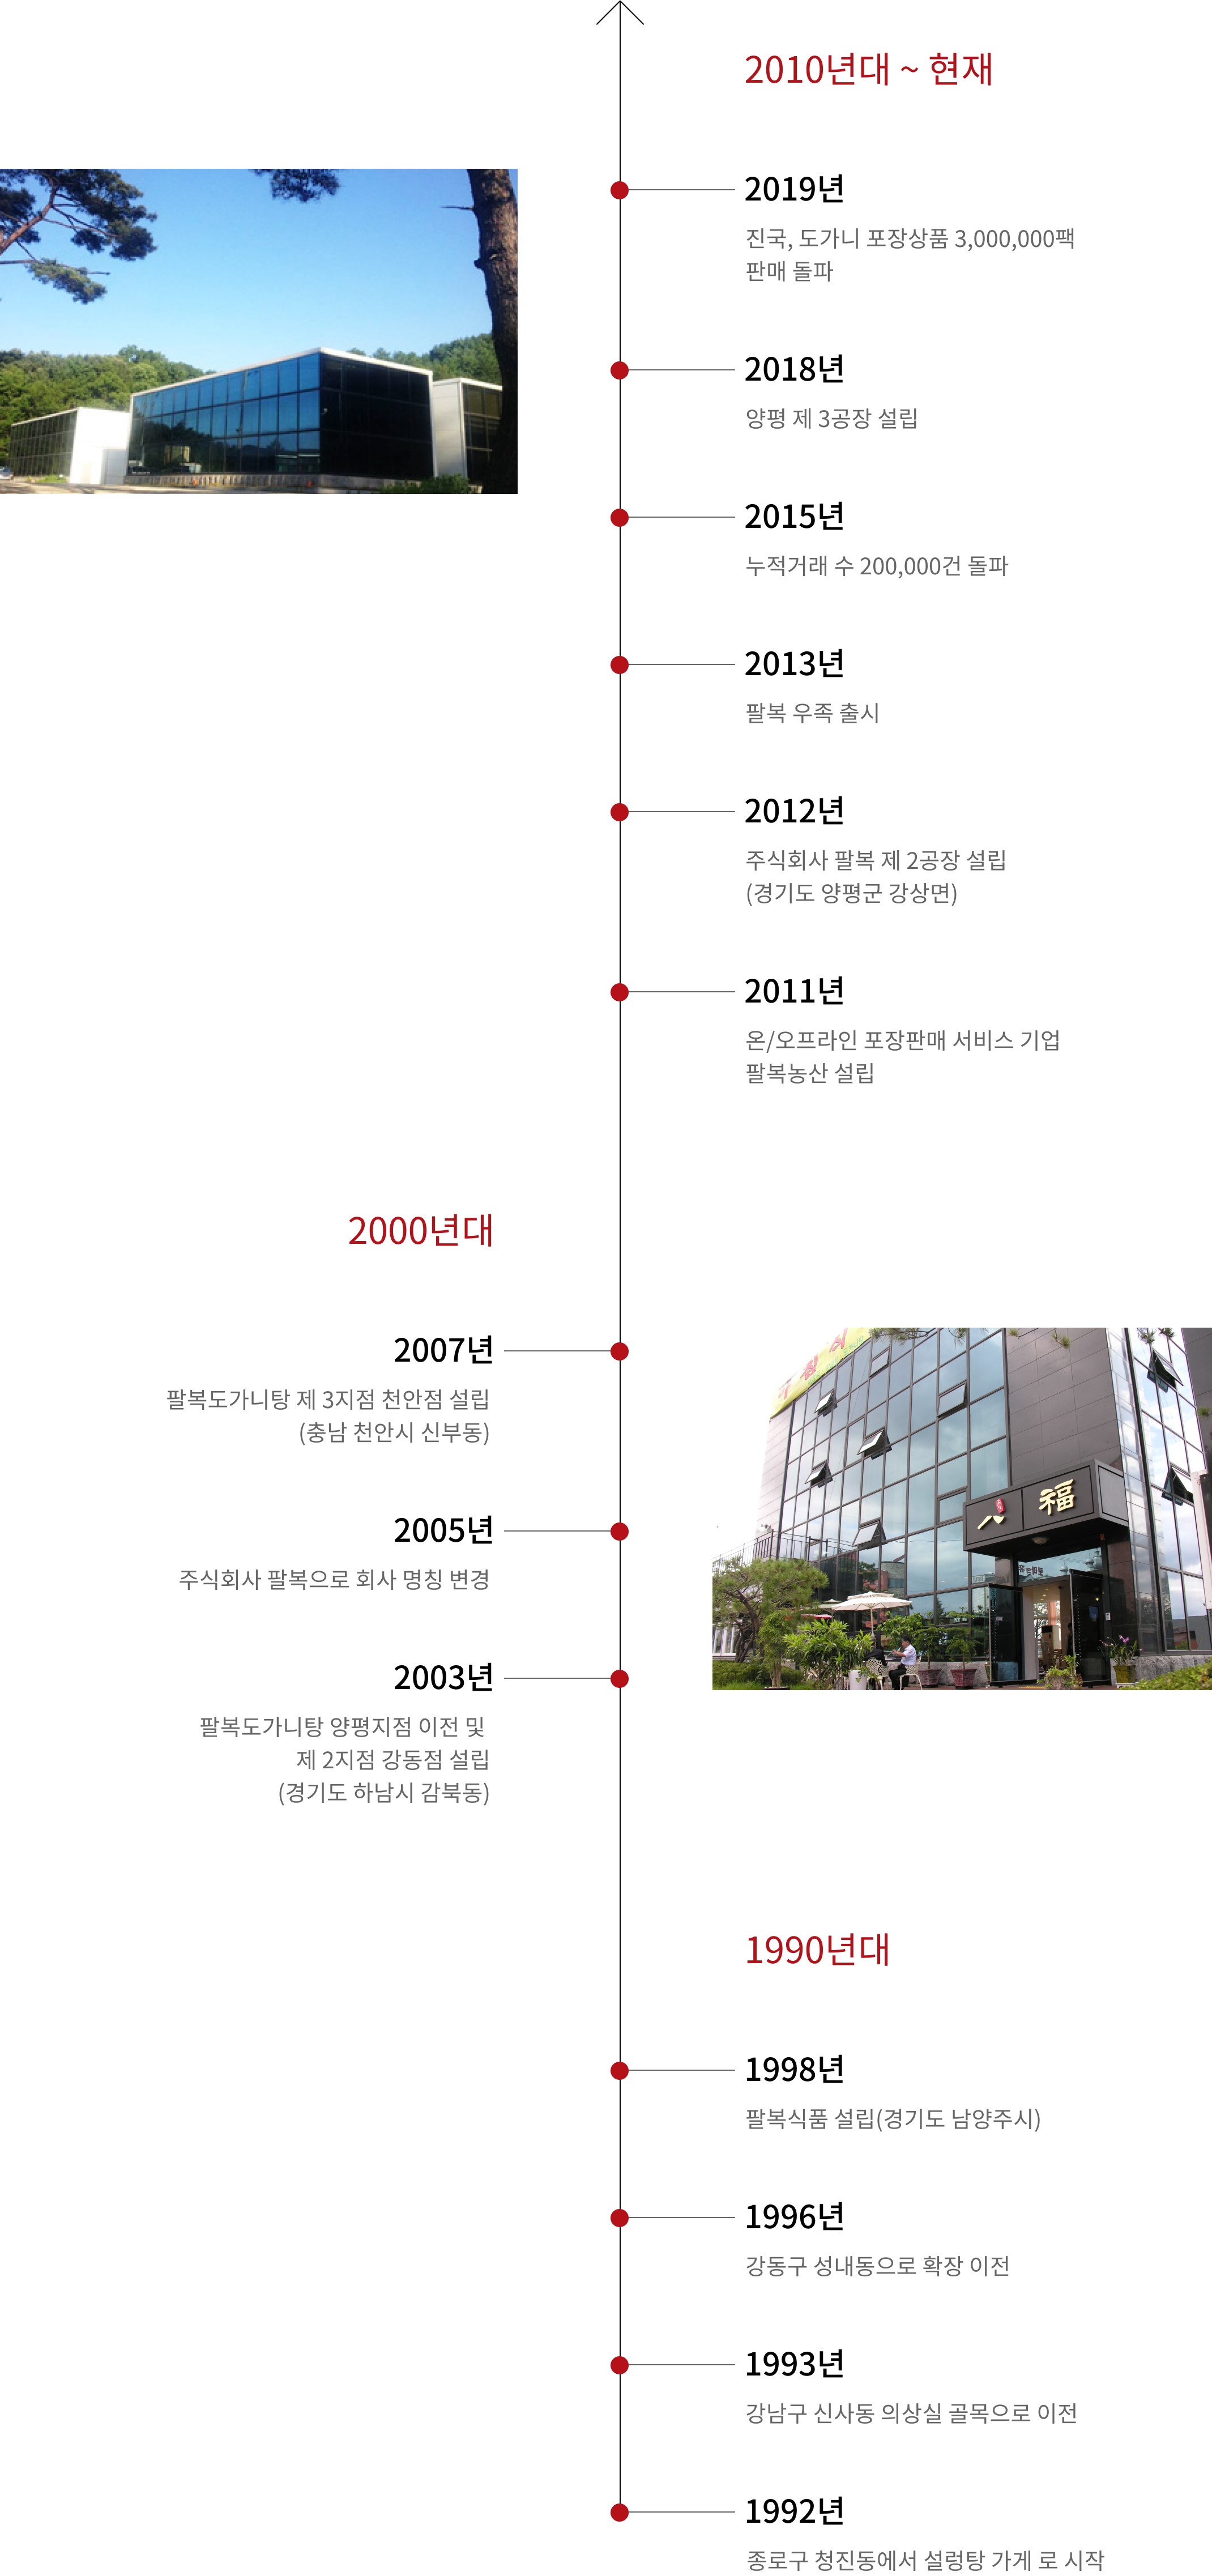 2010년대 ~ 현재
2019년
진국, 도가니 포장상품 3,000,000팩
판매 돌파
2018년
양평 제 3공장 설립
2015년
누적거래 수 200,000건 돌파
2013년
팔복 우족 출시
2012년
주식회사 팔복 제 2공장 설립
(경기도 양평군 강상면)
2011년
온/오프라인 포장판매 서비스 기업
팔복농산 설립
2000년대
2007년
팔복도가니탕 제 3지점 천안점 설립
(충남 천안시 신부동)
2005년
주식회사 팔복으로 회사 명칭 변경
2003년
팔복도가니탕 양평지점 이전 및
제 2지점 강동점 설립
(경기도 하남시 감북동)
八 福
1990년대
1998년
팔복식품 설립(경기도 남양주시)
1996년
강동구 성내동으로 확장 이전
1993년
강남구 신사동 의상실 골목으로 이전
1992년
종로구 청진동에서 설렁탕 가게 로 시작